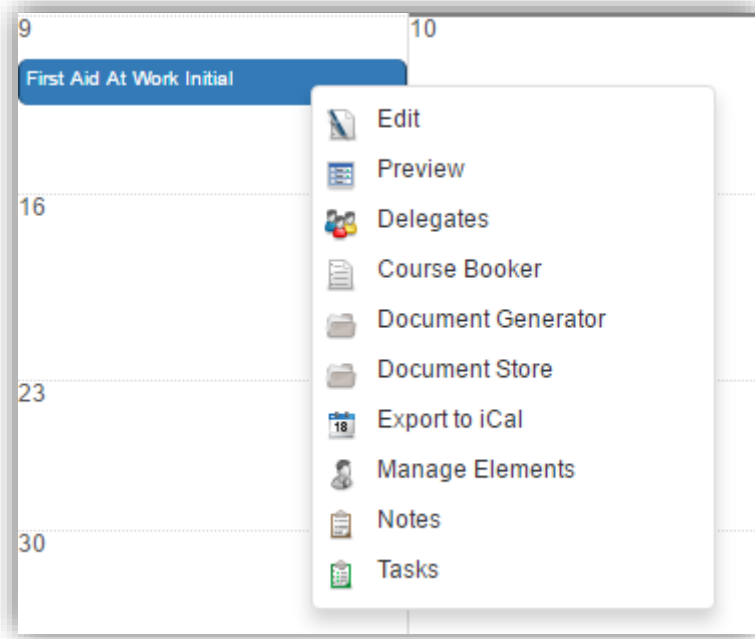 9
10
First Aid At Work Initial
Edit
Preview
16
Delegates
Course Booker
Document Generator
Document Store
23
Export to iCal
18
Manage Elements
Notes
30
Tasks